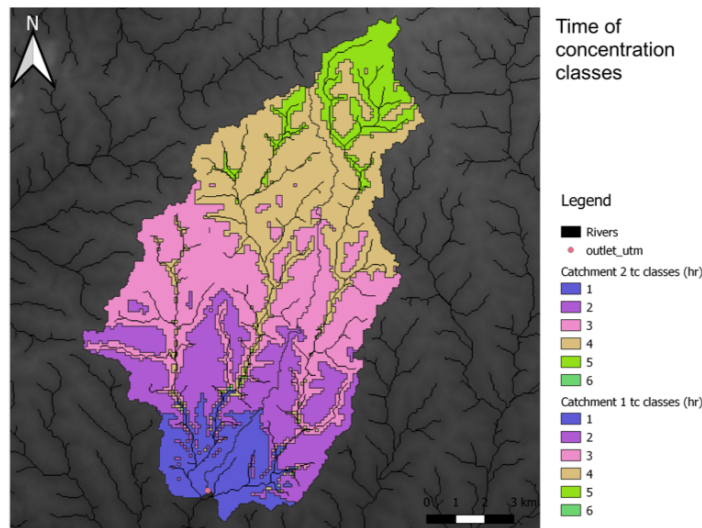 N
Time of
concentration
classes
Legend
Rivers
outlet_utm
Catchment 2 tc classes (hr)
1
2
3
4
5
6
Catchment 1 tc classes (hr)
1
2
3
4
5
6
0 1 2 3 km